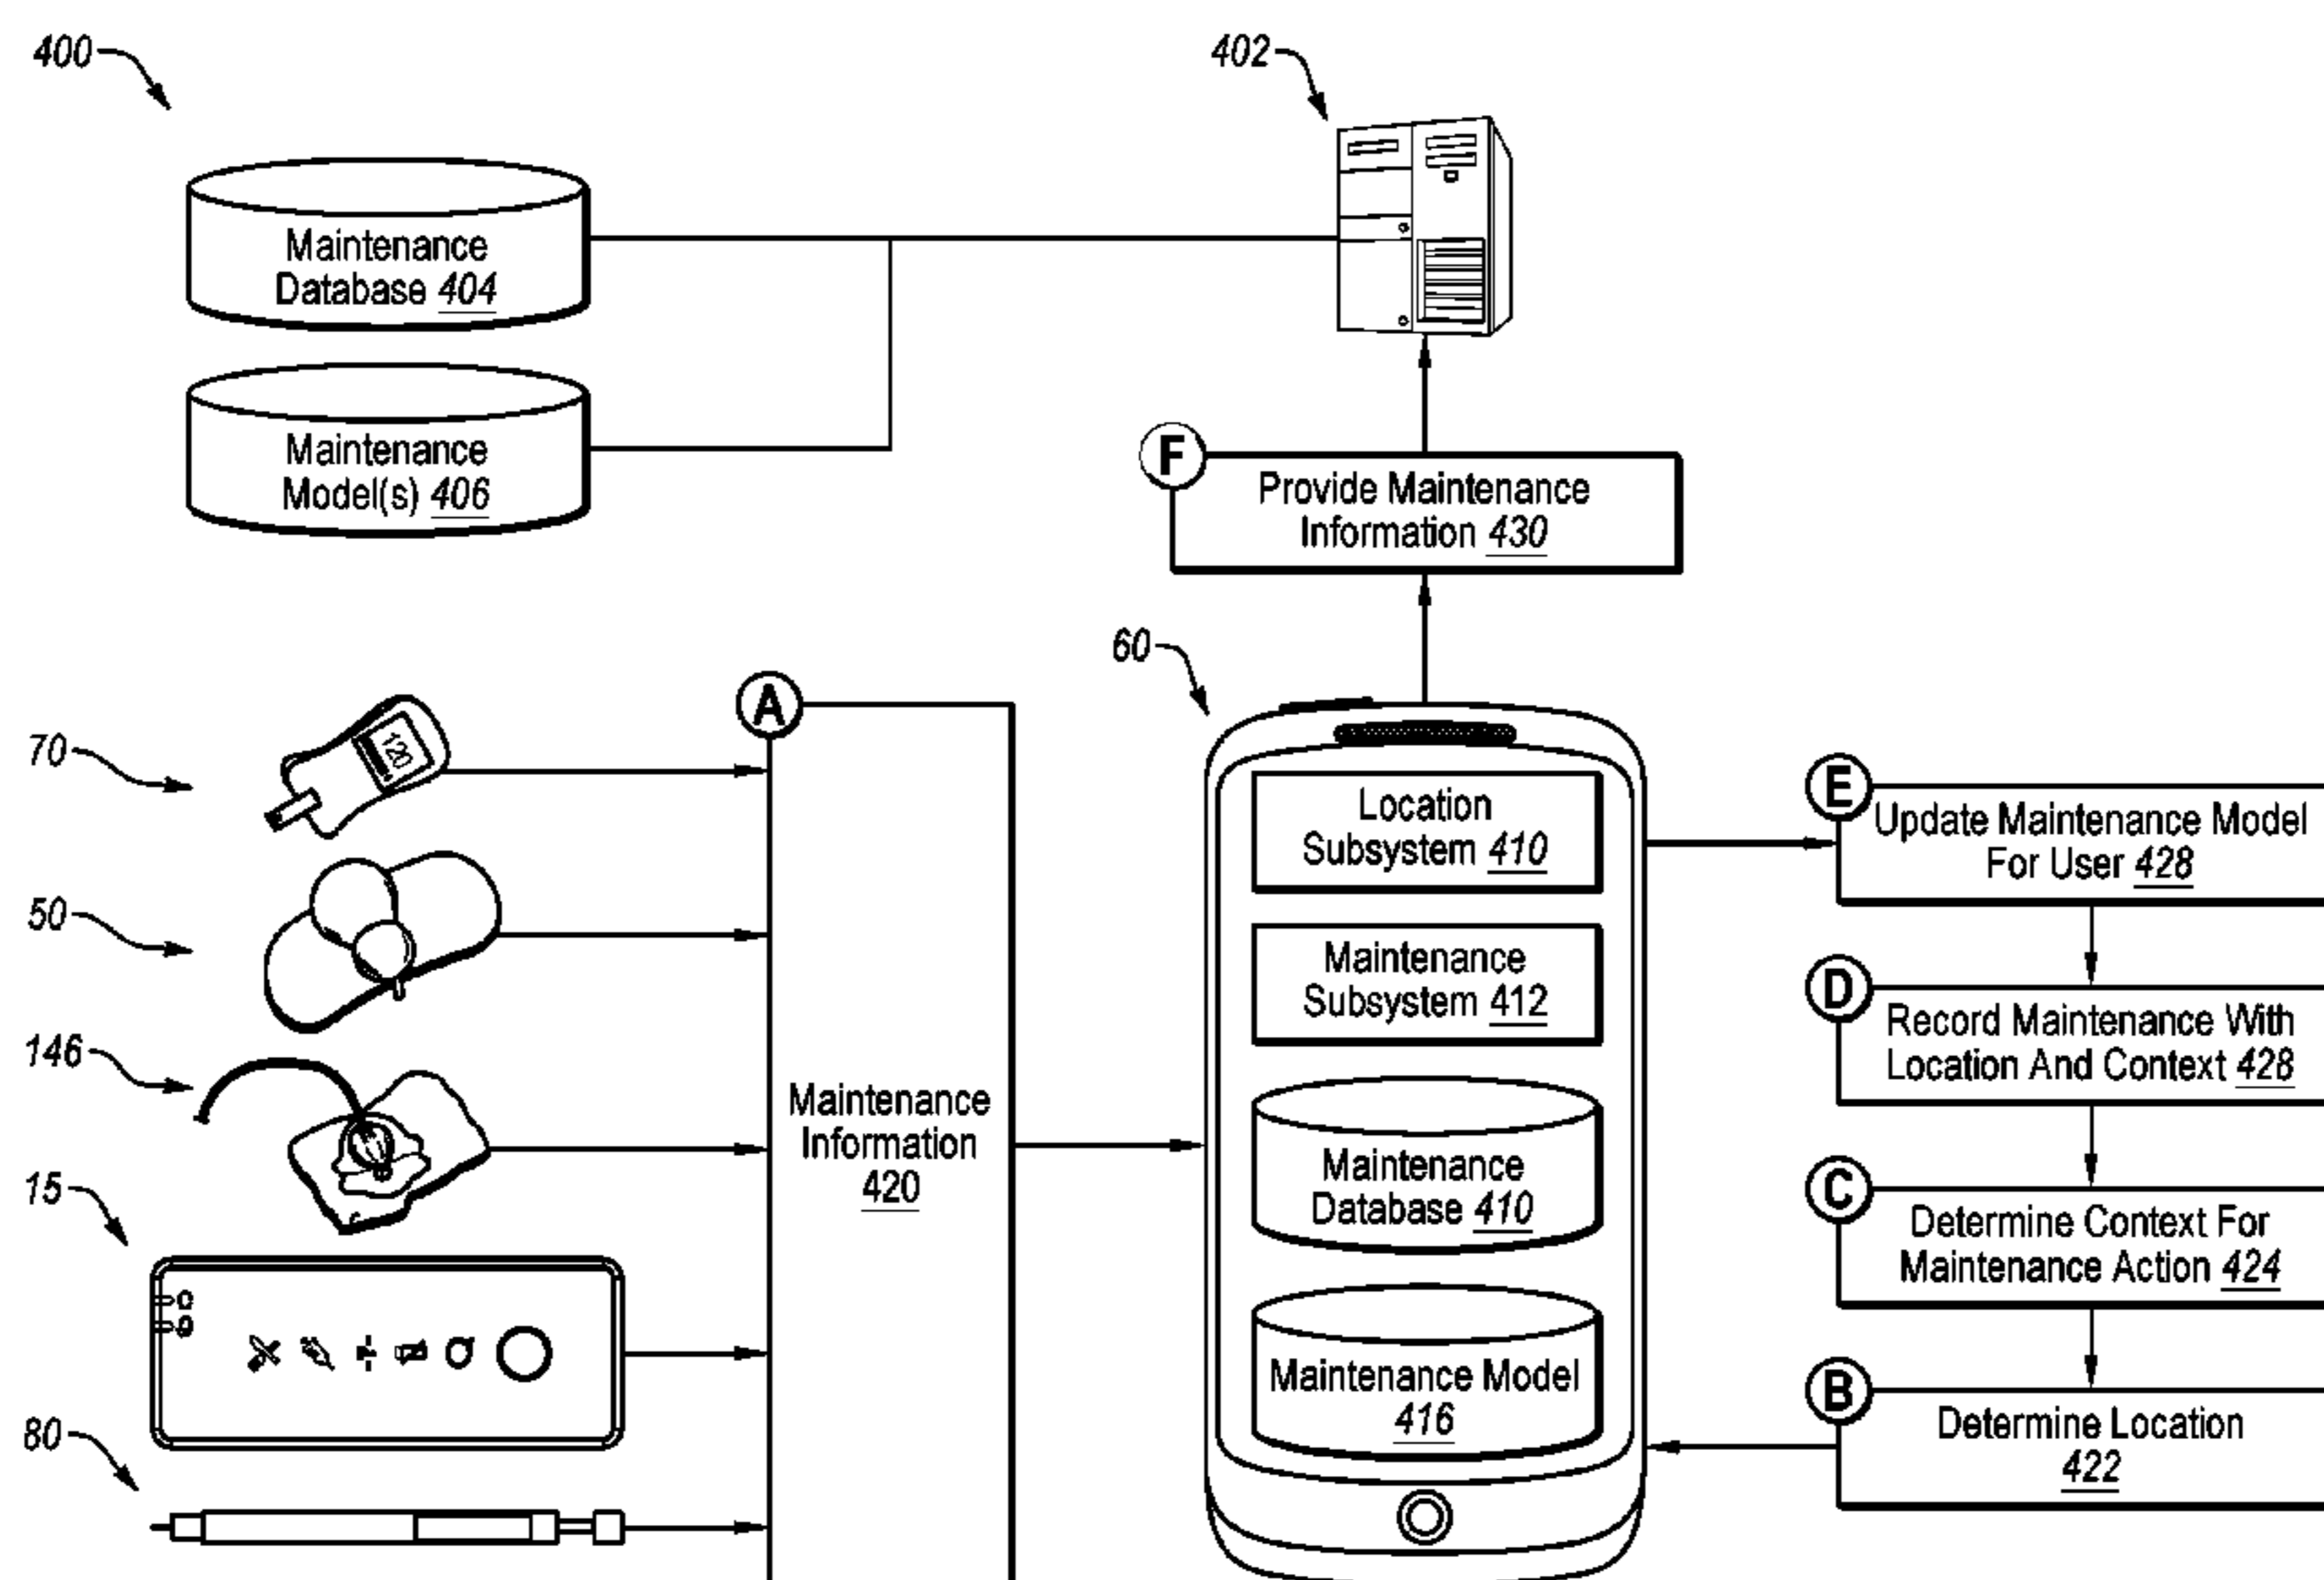 400
402
Maintenance
Database 404
Maintenance
Model(s) 406
F
Provide Maintenance
Information 430
60
A
70
120
50
146
15
80
Maintenance
Information
420
Location
Subsystem 410
Maintenance
Subsystem 412
Maintenance
Database 410
Maintenance Model
416
E
Update Maintenance Model
For User 428
D
Record Maintenance With
Location And Context 428
C
Determine Context For
Maintenance Action 424
B
Determine Location
422